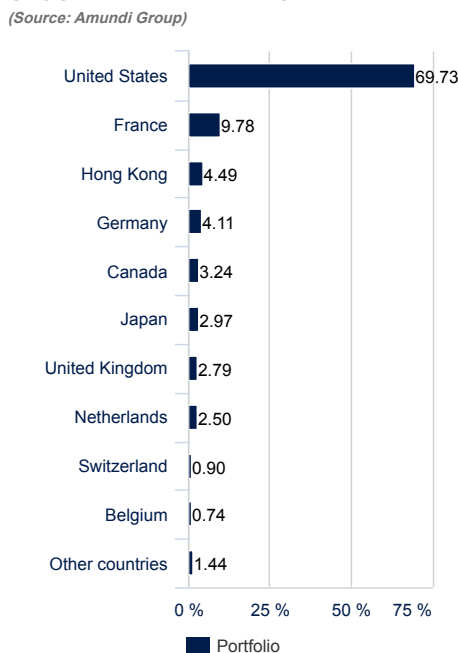 (Source: Amundi Group)
United States 69.73
France 9.78
Hong Kong 4.49
Germany 4.11
Canada 3.24
Japan 2.97
United Kingdom 2.79
Netherlands 2.50
Switzerland 0.90
Belgium 0.74
Other countries 1.44
0 % 25 % 50 % 75 %
Portfolio